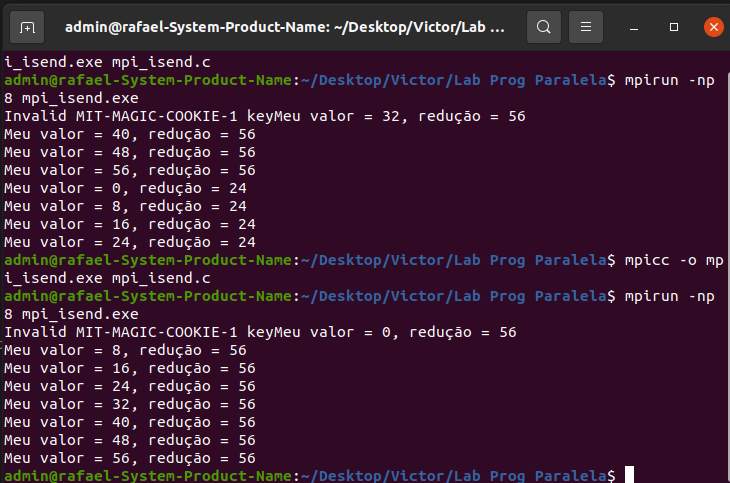 admin@rafael-System-Product-Name: ~/Desktop/Victor/Lab ...
i_isend.exe mpi_isend.c
admin@rafael-System-Product-Name:~/Desktop/Victor/Lab Prog Paralela$ mpirun -np
8 mpi_isend.exe
Invalid MIT-MAGIC-COOKIE-1 keyMeu valor = 32, redução = 56
Meu valor = 40, redução = 56
Meu valor = 48, redução = 56
Meu valor = 56, redução = 56
Meu valor = 0, redução = 24
Meu valor = 8, redução = 24
Meu valor = 16, redução = 24
Meu valor = 24, redução = 24
admin@rafael-System-Product-Name:~/Desktop/Victor/Lab Prog Paralela$ mpicc -o mp
i_isend.exe mpi_isend.c
admin@rafael-System-Product-Name:~/Desktop/Victor/Lab Prog Paralela$ mpirun -np
8 mpi_isend.exe
Invalid MIT-MAGIC-COOKIE-1 keyMeu valor = 0, redução = 56
Meu valor = 8, redução = 56
Meu valor = 16, redução = 56
Meu valor = 24, redução = 56
Meu valor = 32, redução = 56
Meu valor = 40, redução = 56
Meu valor = 48, redução = 56
Meu valor = 56, redução = 56
admin@rafael-System-Product-Name:~/Desktop/Victor/Lab Prog Paralela$